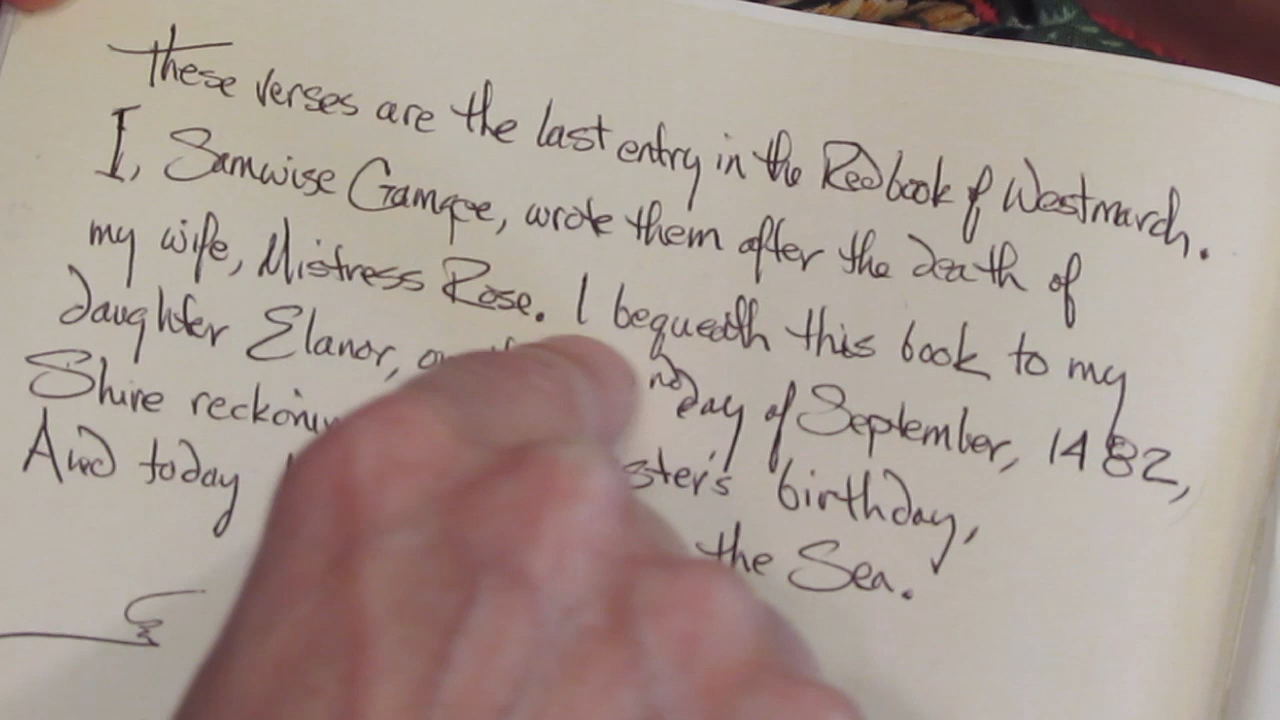 These verses are the last entry in the Redbook of Westmarch.
I, Samwise Gamgee, wrote them after the death of
my wife, Mistress Rose. I bequeath this book to my
daughter Elanor, nd day of September, 1482,
Shire
And today birthday,
the Sea.